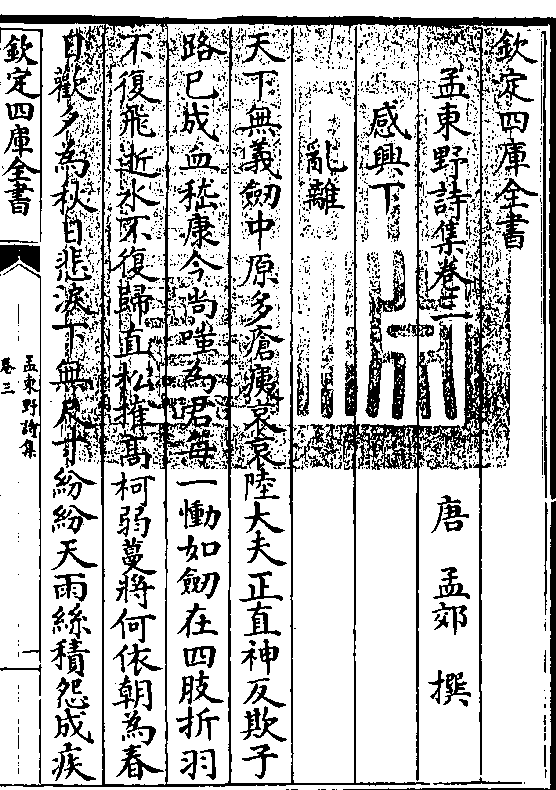 欽定四庫全書
孟東野詩集卷三
唐 孟郊 撰
感興下
亂離
天下無義劒中原多瘡痍哀哀陸大夫正直神反欺子
路已成血嵇康今尚嗤為君每一慟如劒在四肢折羽
不復飛逝水不復歸直松摧髙柯弱蔓將何依朝為春
日歡夕為秋日悲淚下無尺寸紛紛天雨絲積怨成疾
欽定四庫全書
孟東野詩集
卷三
一